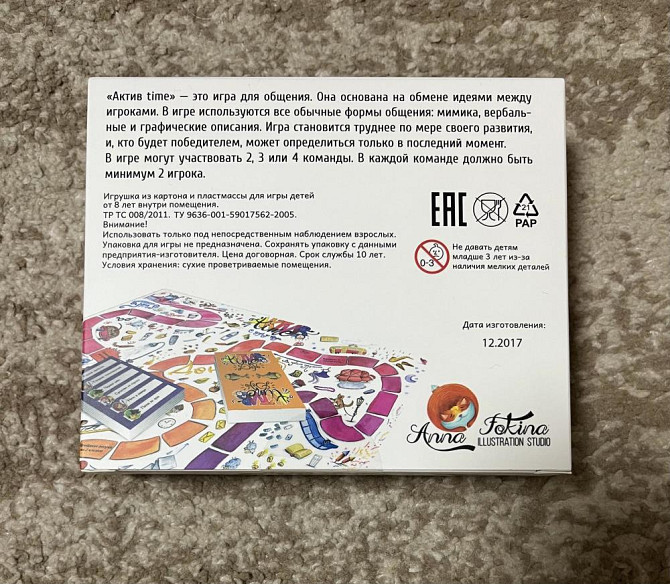 «Актив time» — это игра для общения. Она основана на обмене идеями между
игроками. В игре используются все обычные формы общения: мимика, вербаль-
ные и графические описания. Игра становится труднее по мере своего развития,
и, кто будет победителем, может определиться только в последний момент.
В игре могут участвовать 2, 3 или 4 команды. В каждой команде должно быть
минимум 2 игрока.
Игрушка из картона и пластмассы для игры детей
от 8 лет внутри помещения.
ТР ТС 008/2011. ТУ 9636-001-59017562-2005.
Внимание!
Использовать только под непосредственным наблюдением взрослых.
Упаковка для игры не предназначена. Сохранять упаковку с данными
предприятия-изготовителя. Цена договорная. Срок службы 10 лет.
Условия хранения: сухие проветриваемые помещения.
EAC
21
PAP
0-3
Не давать детям
младше 3 лет из-за
наличия мелких деталей
Дата изготовления:
12.2017
Anna Fokina
ILLUSTRATION STUDIO